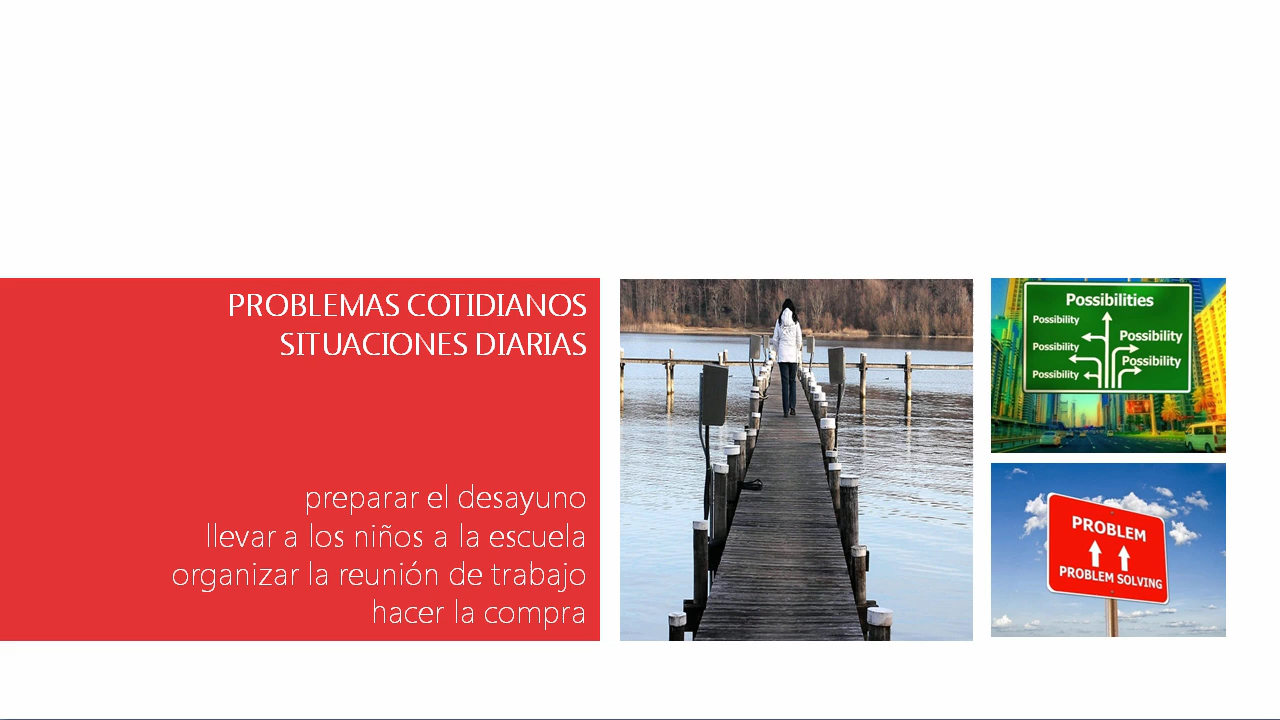 PROBLEMAS COTIDIANOS
SITUACIONES DIARIAS
preparar el desayuno
llevar a los niños a la escuela
organizar la reunión de trabajo
hacer la compra
Possibilities
Possibility
Possibility
Possibility
Possibility
Possibility
PROBLEM
PROBLEM SOLVING